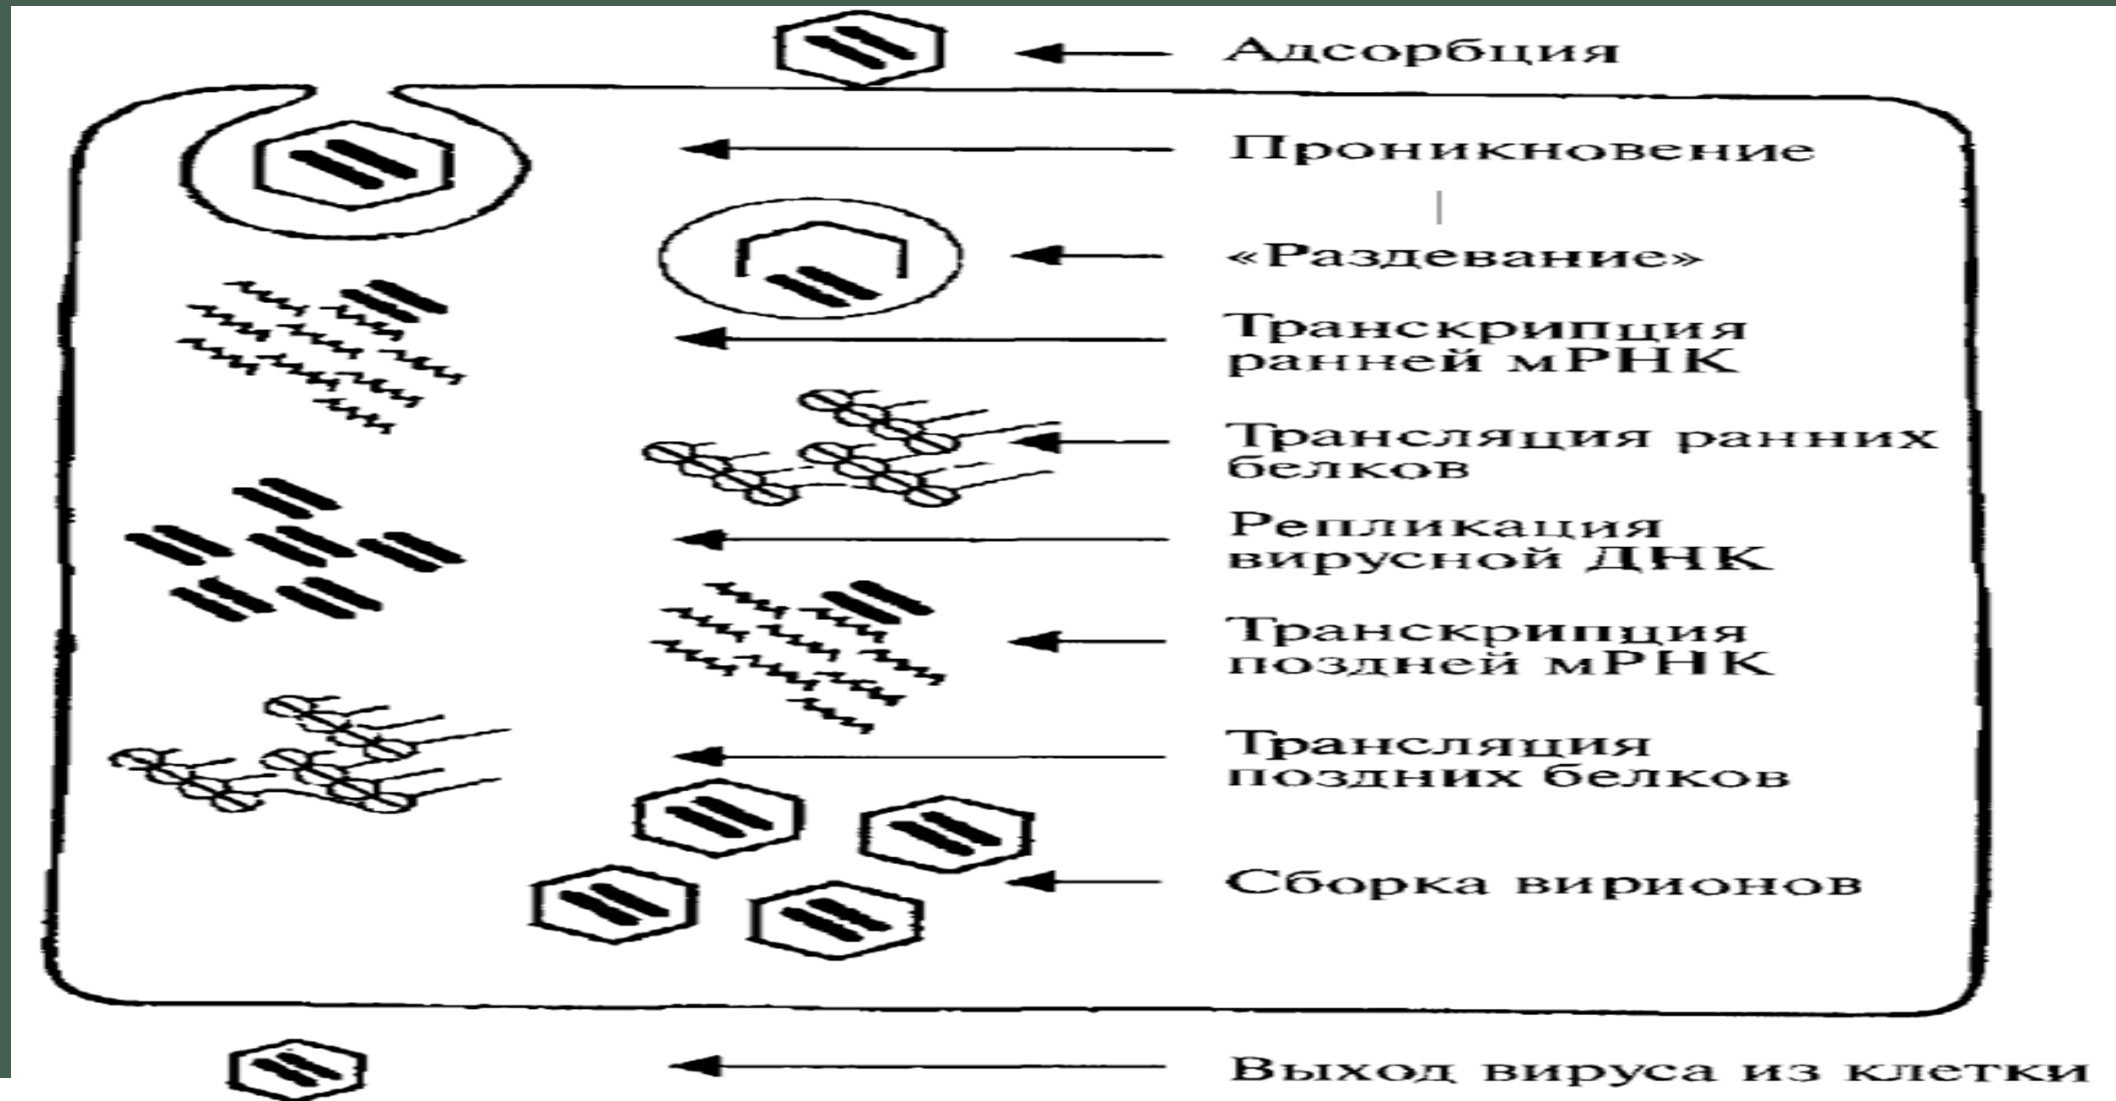 Адсорбция
Проникновение
«Раздевание»
Транскрипция
ранней мРНК
Трансляция ранних
белков
Репликация
вирусной ДНК
Транскрипция
поздней мРНК
Трансляция
поздних белков
Сборка вирионов
Выход вируса из клетки